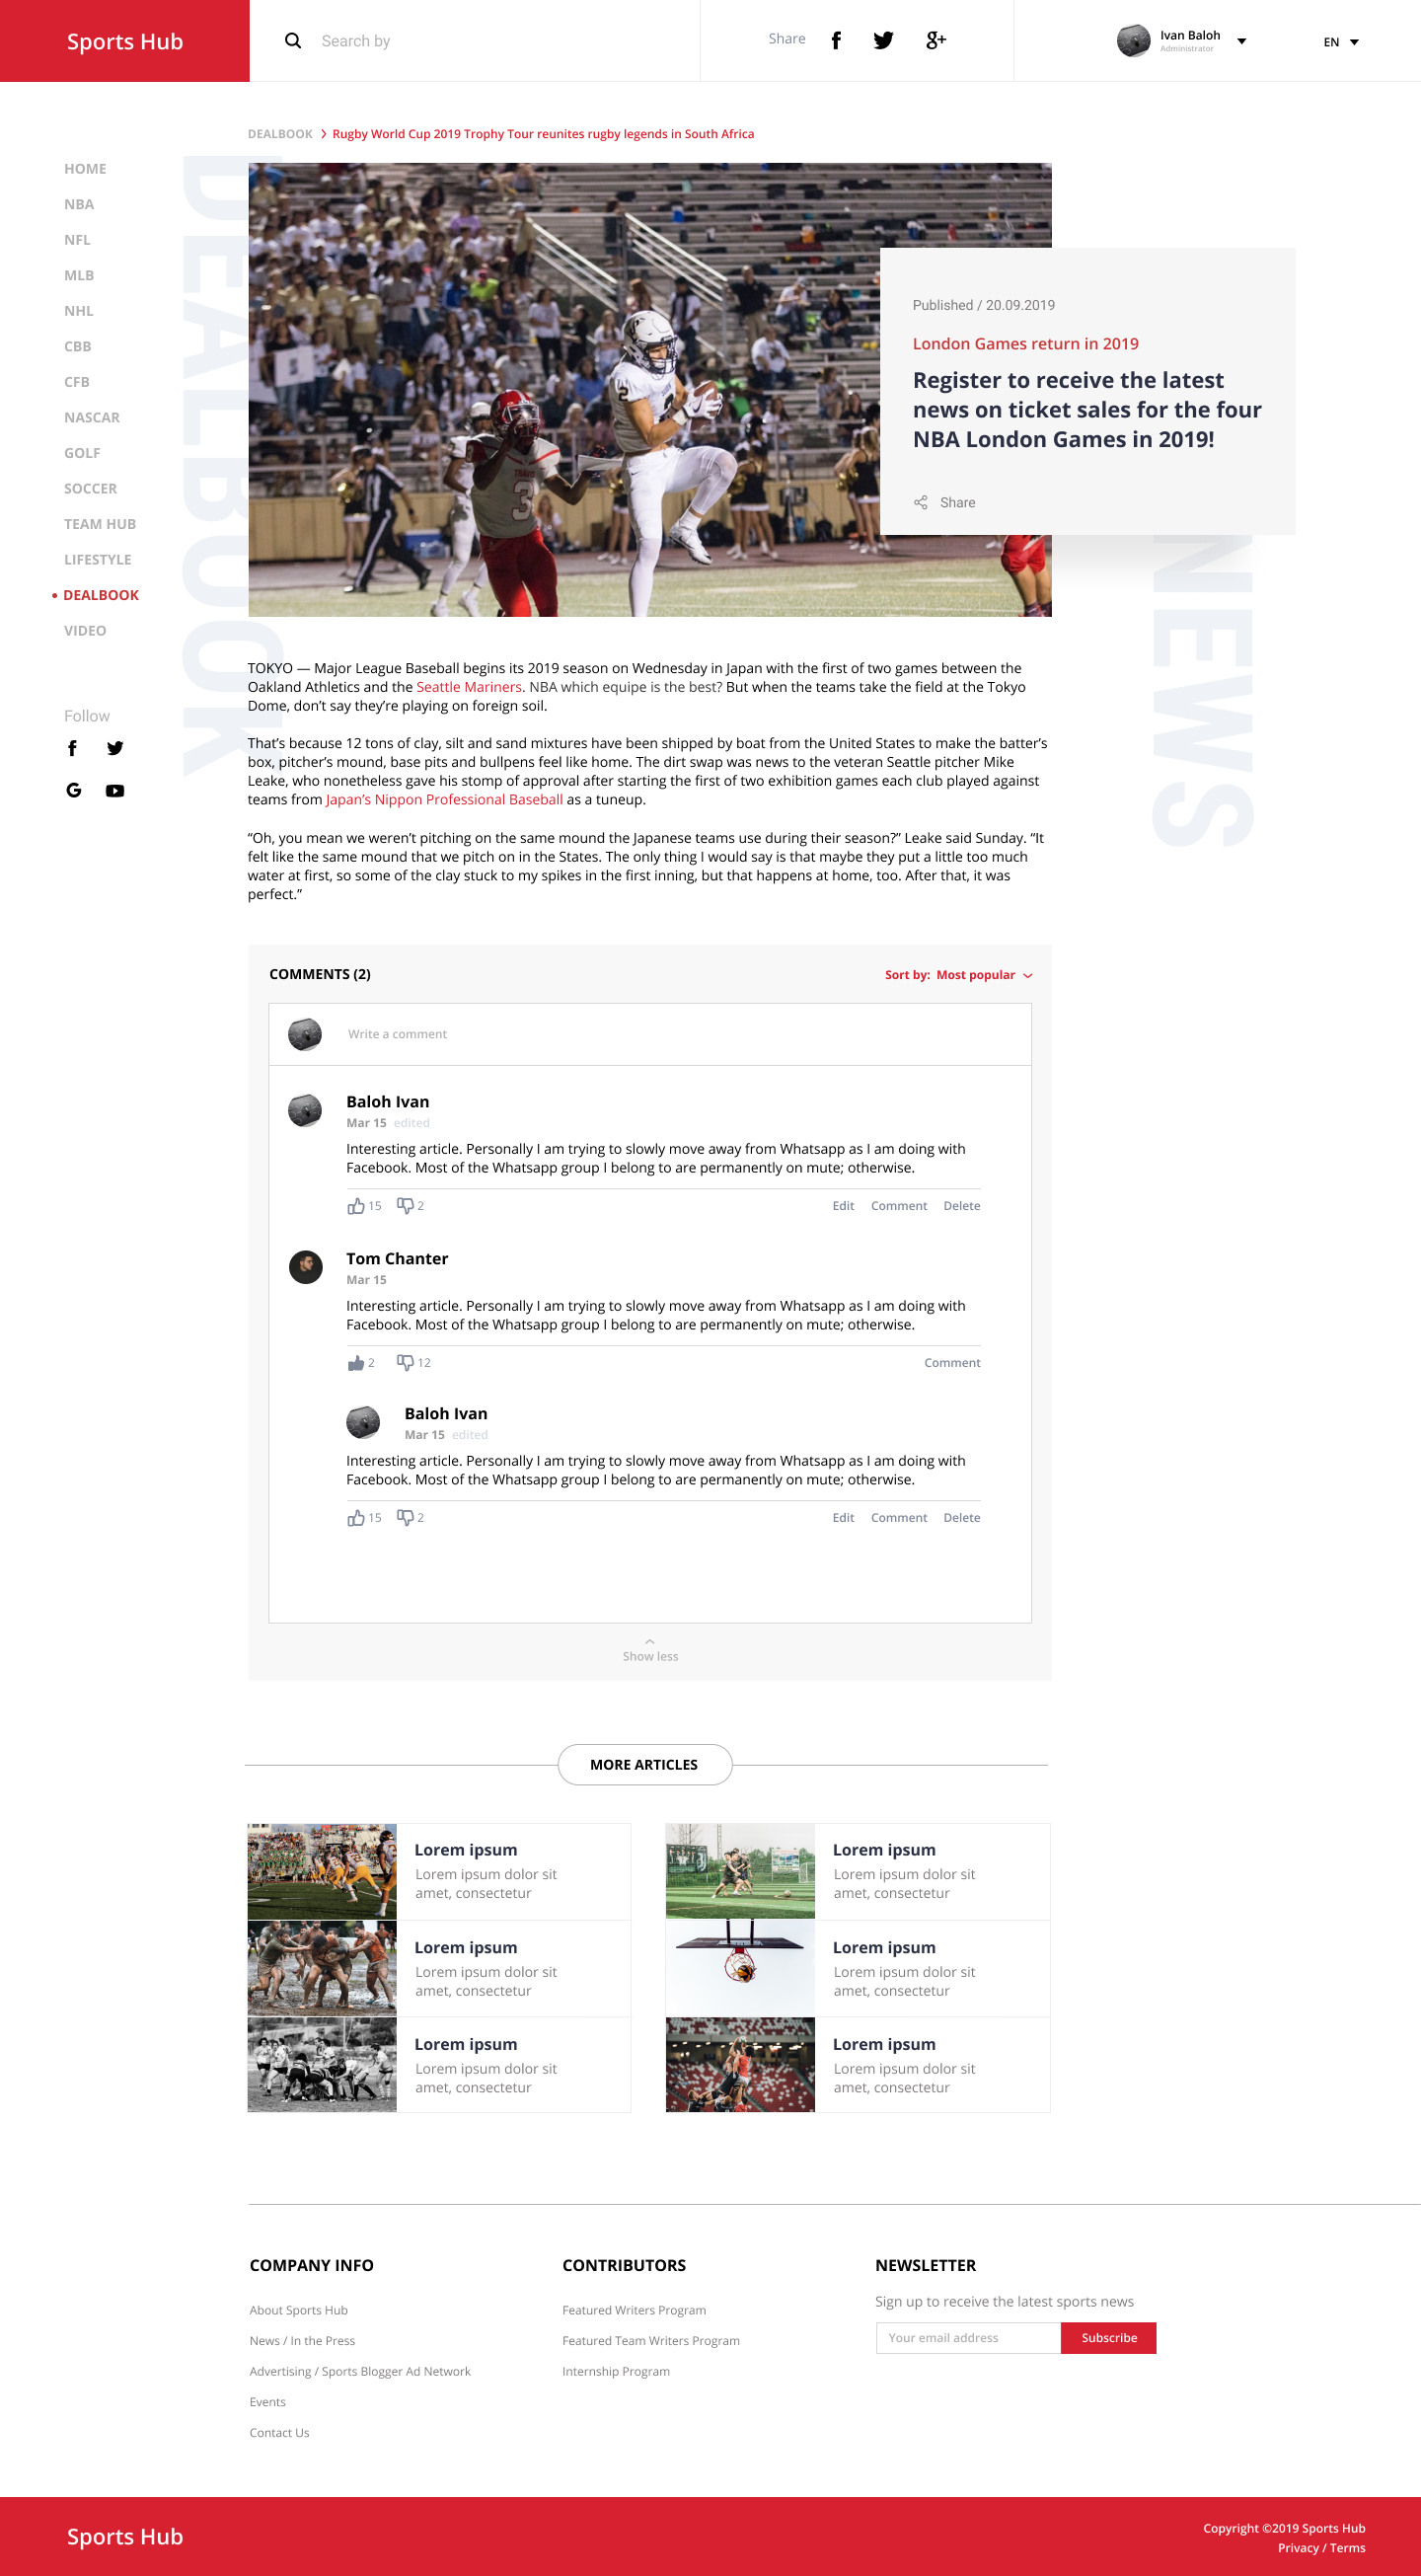 Sports Hub
Search by
Share
Ivan Baloh
Administrator
EN
DEALBOOK
Rugby World Cup 2019 Trophy Tour reunites rugby legends in South Africa
HOME
NBA
NFL
MLB
NHL
CBB
CFB
NASCAR
GOLF
SOCCER
TEAM HUB
LIFESTYLE
DEALBOOK
VIDEO
Follow
DEALBOOK
2
TRAVIS
3
Published / 20.09.2019
London Games return in 2019
Register to receive the latest
news on ticket sales for the four
NBA London Games in 2019!
Share
NEWS
TOKYO — Major League Baseball begins its 2019 season on Wednesday in Japan with the first of two games between the
Oakland Athletics and the Seattle Mariners. NBA which equipe is the best? But when the teams take the field at the Tokyo
Dome, don’t say they’re playing on foreign soil.
That’s because 12 tons of clay, silt and sand mixtures have been shipped by boat from the United States to make the batter’s
box, pitcher’s mound, base pits and bullpens feel like home. The dirt swap was news to the veteran Seattle pitcher Mike
Leake, who nonetheless gave his stomp of approval after starting the first of two exhibition games each club played against
teams from Japan’s Nippon Professional Baseball as a tuneup.
“Oh, you mean we weren’t pitching on the same mound the Japanese teams use during their season?” Leake said Sunday. “It
felt like the same mound that we pitch on in the States. The only thing I would say is that maybe they put a little too much
water at first, so some of the clay stuck to my spikes in the first inning, but that happens at home, too. After that, it was
perfect.”
COMMENTS (2)
Sort by: Most popular
Write a comment
Baloh Ivan
Mar 15 edited
Interesting article. Personally I am trying to slowly move away from Whatsapp as I am doing with
Facebook. Most of the Whatsapp group I belong to are permanently on mute; otherwise.
15 2 Edit Comment Delete
Tom Chanter
Mar 15
Interesting article. Personally I am trying to slowly move away from Whatsapp as I am doing with
Facebook. Most of the Whatsapp group I belong to are permanently on mute; otherwise.
2 12 Comment
Baloh Ivan
Mar 15 edited
Interesting article. Personally I am trying to slowly move away from Whatsapp as I am doing with
Facebook. Most of the Whatsapp group I belong to are permanently on mute; otherwise.
15 2 Edit Comment Delete
Show less
MORE ARTICLES
Lorem ipsum
Lorem ipsum dolor sit
amet, consectetur
Lorem ipsum
Lorem ipsum dolor sit
amet, consectetur
Lorem ipsum
Lorem ipsum dolor sit
amet, consectetur
Lorem ipsum
Lorem ipsum dolor sit
amet, consectetur
Lorem ipsum
Lorem ipsum dolor sit
amet, consectetur
Lorem ipsum
Lorem ipsum dolor sit
amet, consectetur
COMPANY INFO
About Sports Hub
News / In the Press
Advertising / Sports Blogger Ad Network
Events
Contact Us
CONTRIBUTORS
Featured Writers Program
Featured Team Writers Program
Internship Program
NEWSLETTER
Sign up to receive the latest sports news
Your email address
Subscribe
Sports Hub
Copyright ©2019 Sports Hub
Privacy / Terms